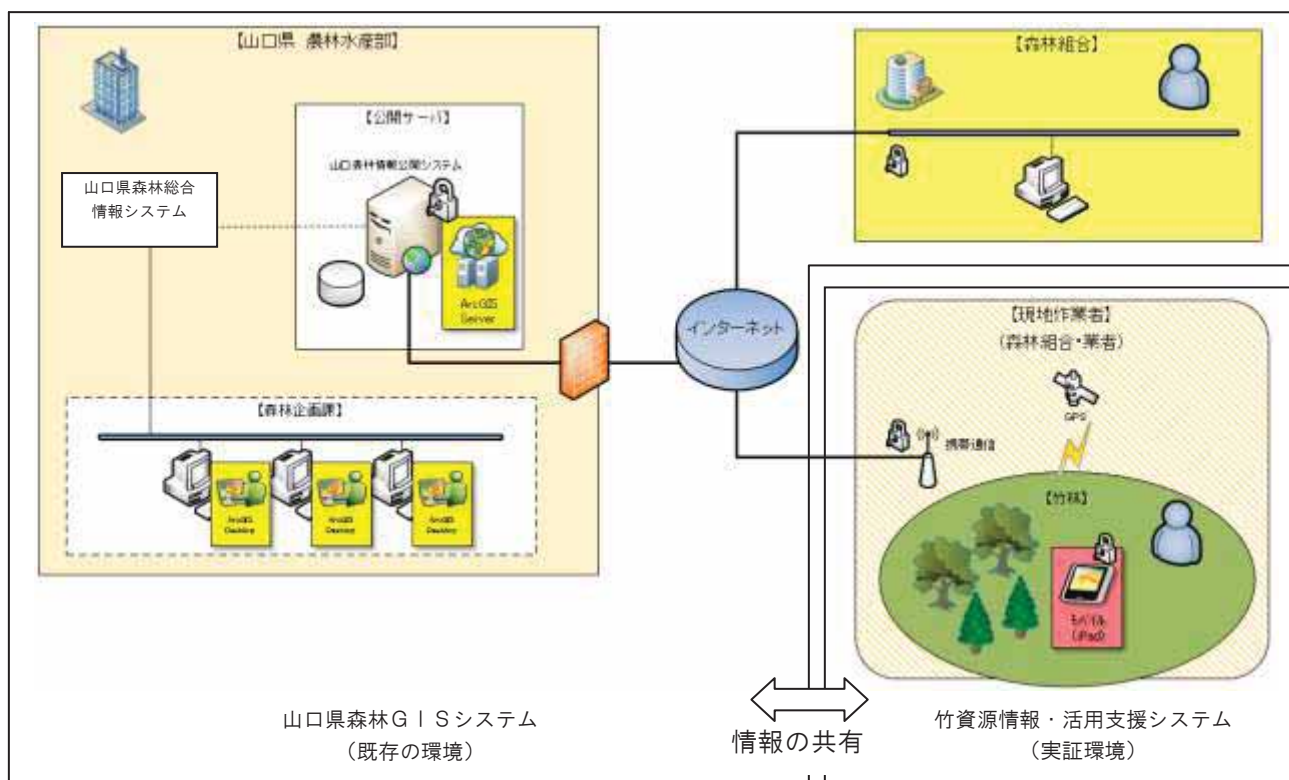 【山口県 農林水産部】
【公開サーバ】
山口森林情報公開システム
山口県森林総合
情報システム
ArcGIS
Server
【森林企画課】
ArcGIS
Desktop
ArcGIS
Desktop
ArcGIS
Desktop
インターネット
【森林組合】
【現地作業者】
(森林組合・業者)
GPS
携帯通信
【竹林】
モバイル
(iPad)
山口県森林GISシステム
(既存の環境)
情報の共有
竹資源情報・活用支援システム
(実証環境)